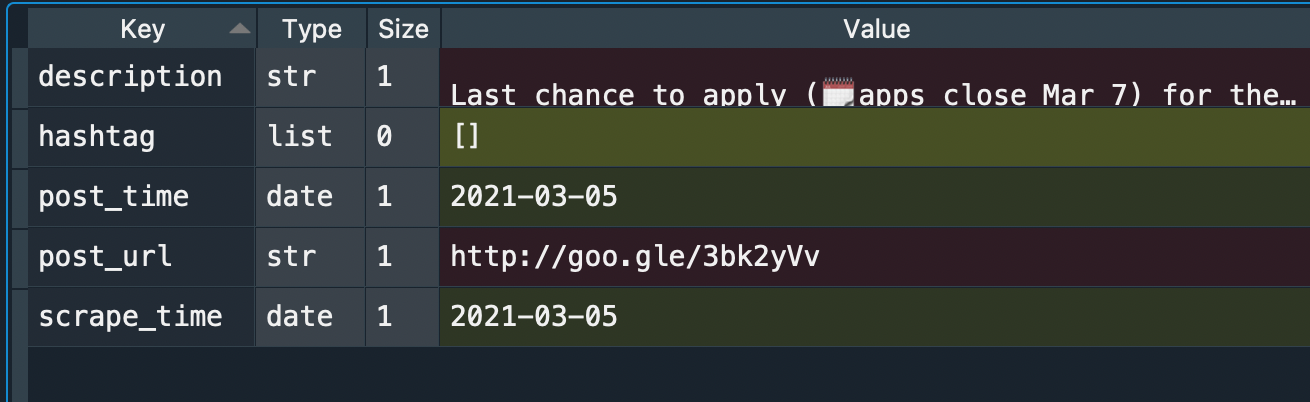 Key Type Size Value
description str 1 Last chance to apply (🗓️apps close Mar 7) for the…
hashtag list 0 []
post_time date 1 2021-03-05
post_url str 1 http://goo.gle/3bk2yVv
scrape_time date 1 2021-03-05